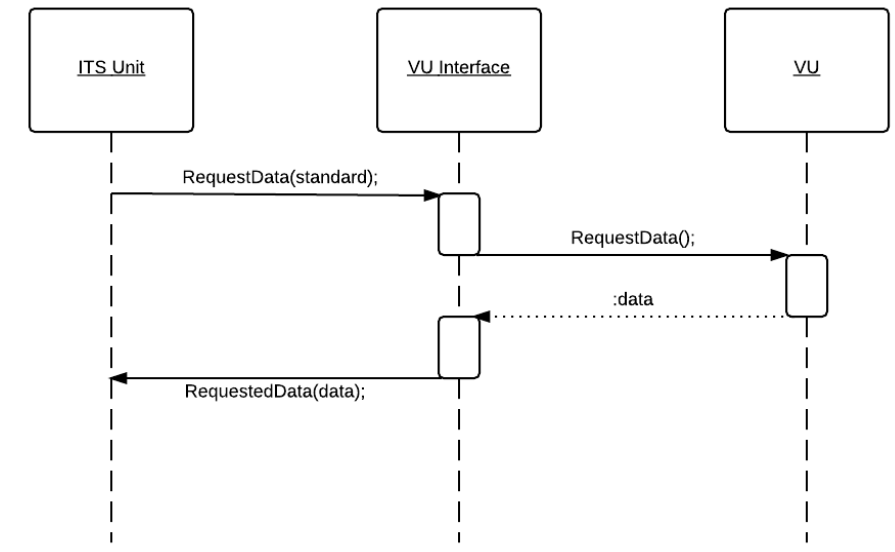 ITS Unit
VU Interface
VU
RequestData(standard);
RequestData();
:data
RequestedData(data);